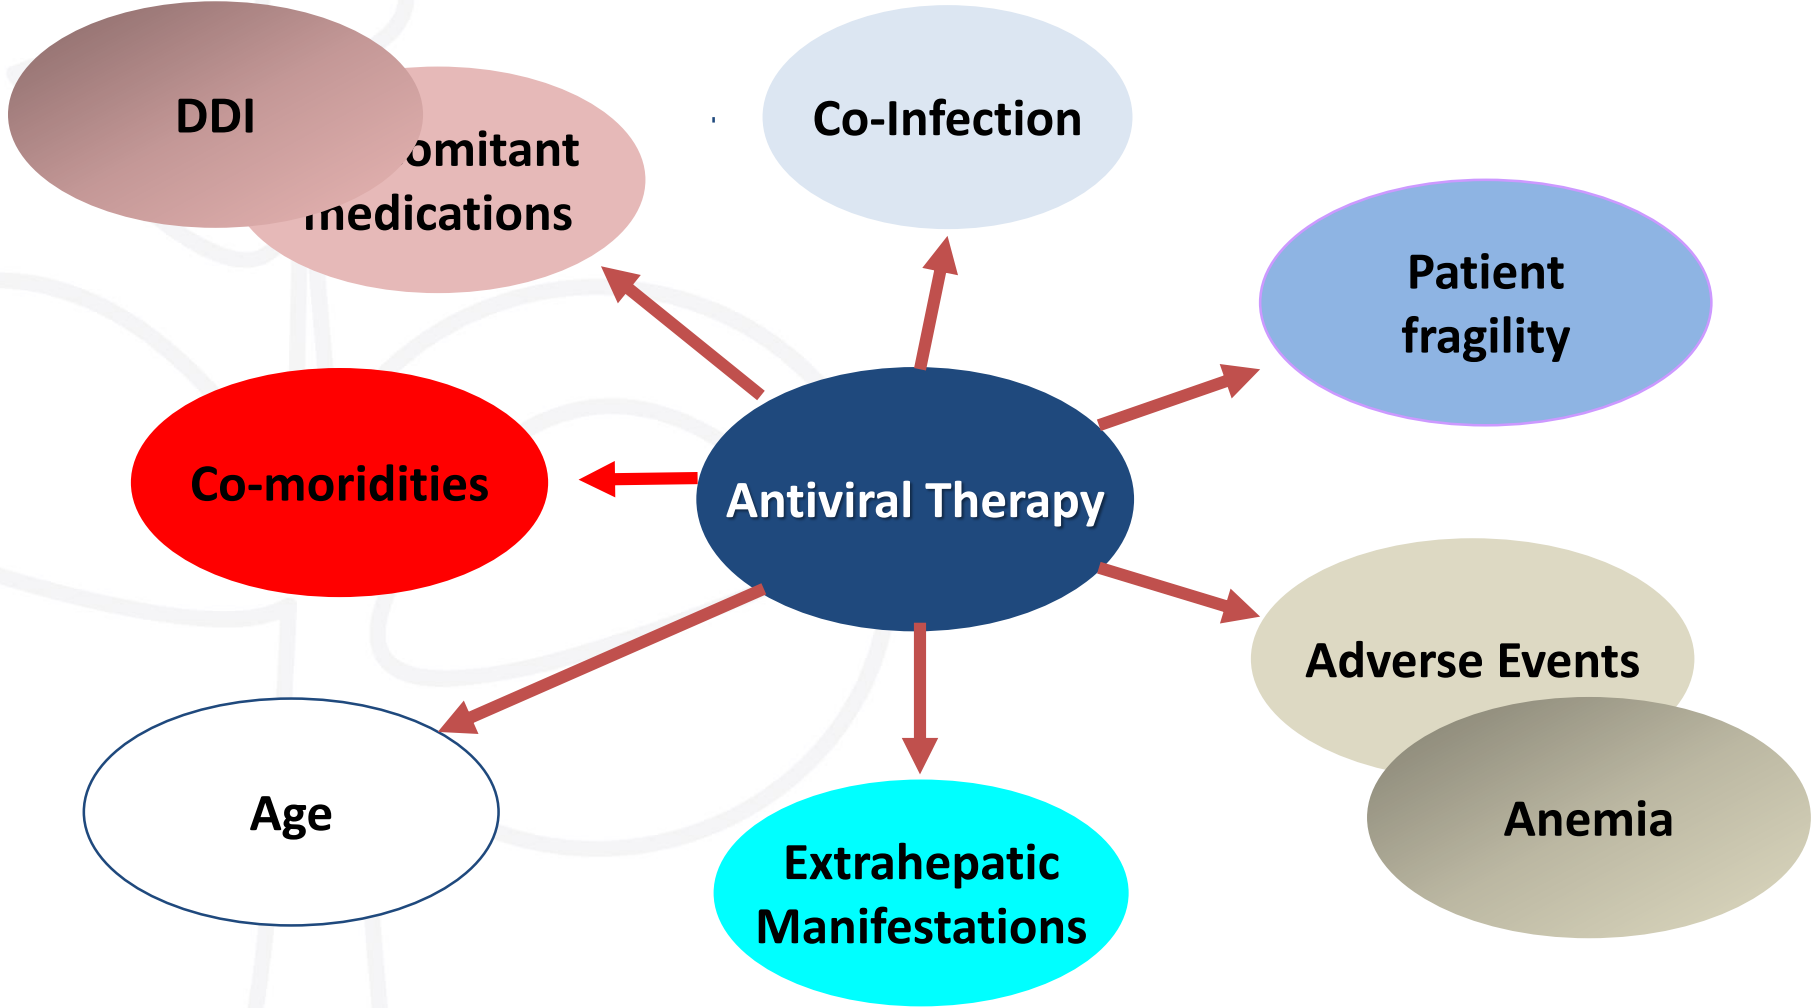 DDI
omitant
medications
Co-Infection
Patient
fragility
Co-moridities
Antiviral Therapy
Adverse Events
Age
Anemia
Extrahepatic
Manifestations